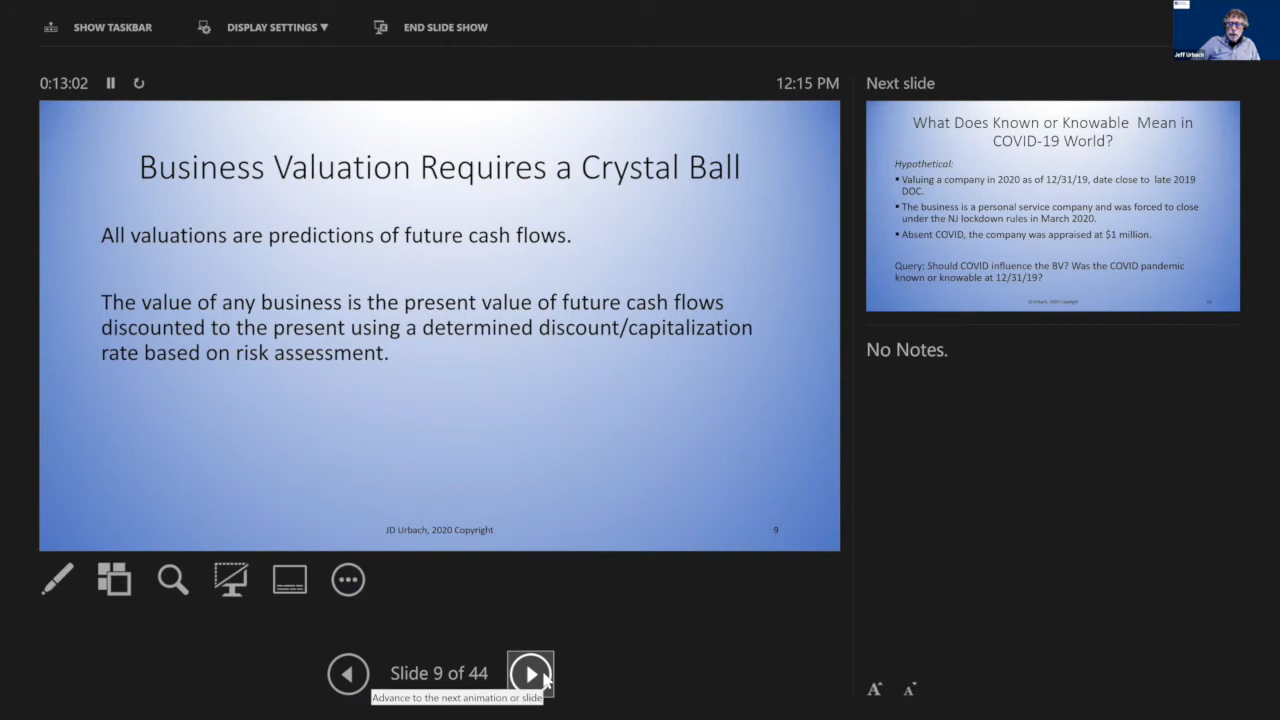 SHOW TASKBAR
DISPLAY SETTINGS ▼
END SLIDE SHOW
Jeff Urbach
0:13:02
12:15 PM
Business Valuation Requires a Crystal Ball
All valuations are predictions of future cash flows.
The value of any business is the present value of future cash flows
discounted to the present using a determined discount/capitalization
rate based on risk assessment.
JD Urbach, 2020 Copyright
9
Next slide
What Does Known or Knowable Mean in
COVID-19 World?
Hypothetical:
▪ Valuing a company in 2020 as of 12/31/19, date close to late 2019
DOC.
▪ The business is a personal service company and was forced to close
under the NJ lockdown rules in March 2020.
▪ Absent COVID, the company was appraised at $1 million.
Query: Should COVID influence the BV? Was the COVID pandemic
known or knowable at 12/31/19?
JD Urbach, 2020 Copyright
No Notes.
Slide 9 of 44
Advance to the next animation or slide
A A